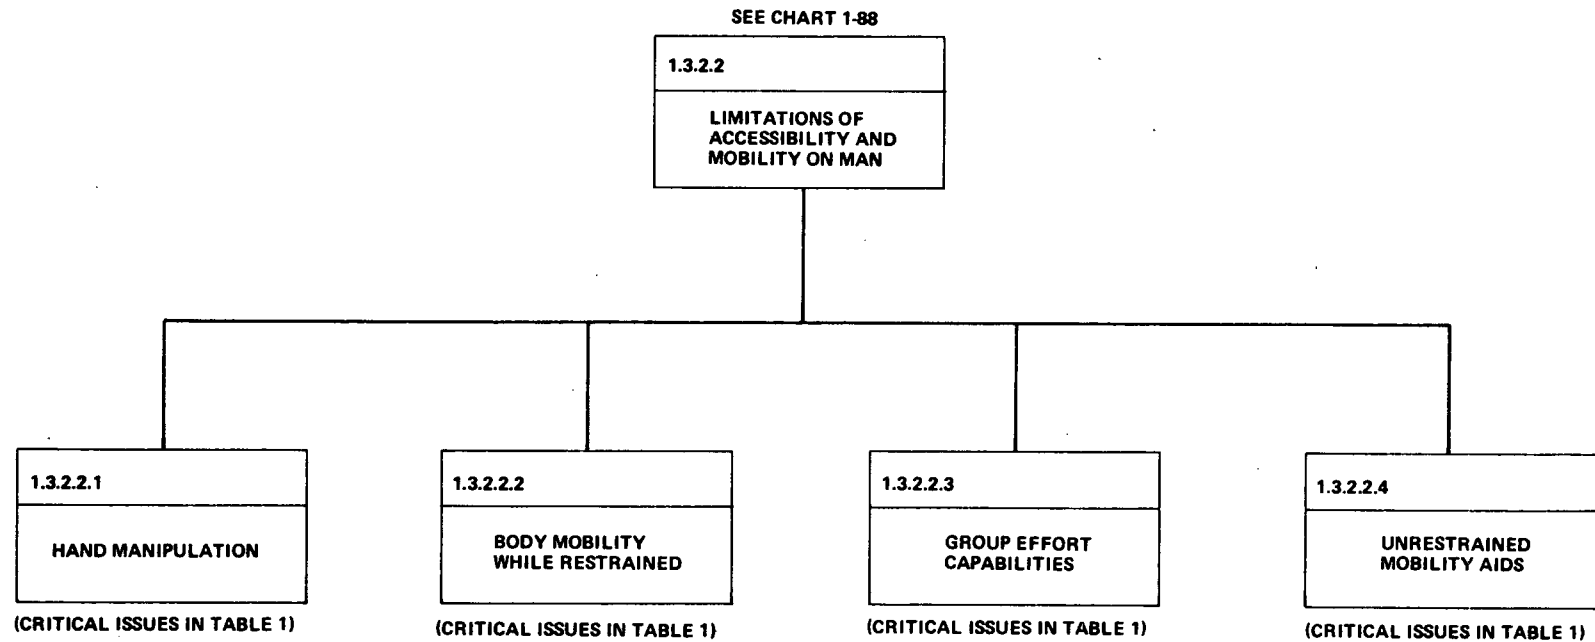 SEE CHART 1-88
1.3.2.2
LIMITATIONS OF
ACCESSIBILITY AND
MOBILITY ON MAN
1.3.2.2.1
HAND MANIPULATION
(CRITICAL ISSUES IN TABLE 1)
1.3.2.2.2
BODY MOBILITY
WHILE RESTRAINED
(CRITICAL ISSUES IN TABLE 1)
1.3.2.2.3
GROUP EFFORT
CAPABILITIES
(CRITICAL ISSUES IN TABLE 1)
1.3.2.2.4
UNRESTRAINED
MOBILITY AIDS
(CRITICAL ISSUES IN TABLE 1)